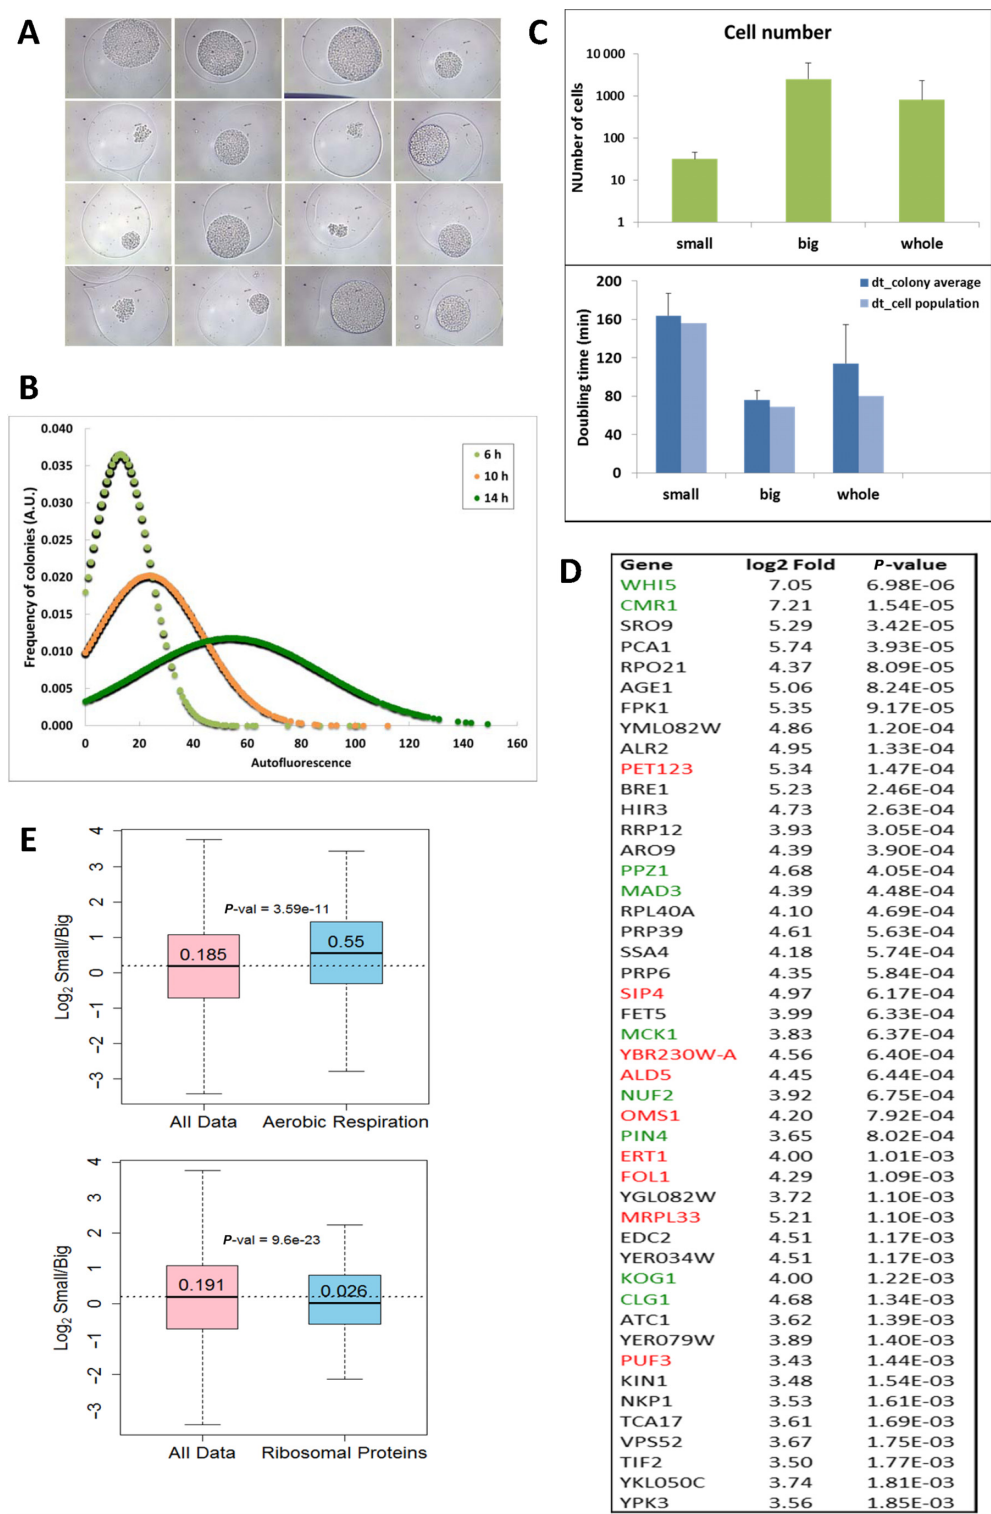 A
B
0.040
0.035
0.030
0.025
0.020
0.015
0.010
0.005
0.000
Frequency of colonies (A.U.)
6 h
10 h
14 h
0 20 40 60 80 100 120 140 160
Autofluorescence
C
Cell number
10 000
1000
100
10
1
NUmber of cells
small big whole
200
160
120
80
40
0
Doubling time (min)
dt_colony average
dt_cell population
small big whole
D
Gene log2 Fold P-value
WHI5 7.05 6.98E-06
CMR1 7.21 1.54E-05
SRO9 5.29 3.42E-05
PCA1 5.74 3.93E-05
RPO21 4.37 8.09E-05
AGE1 5.06 8.24E-05
FPK1 5.35 9.17E-05
YML082W 4.86 1.20E-04
ALR2 4.95 1.33E-04
PET123 5.34 1.47E-04
BRE1 5.23 2.46E-04
HIR3 4.73 2.63E-04
RRP12 3.93 3.05E-04
ARO9 4.39 3.90E-04
PPZ1 4.68 4.05E-04
MAD3 4.39 4.48E-04
RPL40A 4.10 4.69E-04
PRP39 4.61 5.63E-04
SSA4 4.18 5.74E-04
PRP6 4.35 5.84E-04
SIP4 4.97 6.17E-04
FET5 3.99 6.33E-04
MCK1 3.83 6.37E-04
YBR230W-A 4.56 6.40E-04
ALD5 4.45 6.44E-04
NUF2 3.92 6.75E-04
OMS1 4.20 7.92E-04
PIN4 3.65 8.02E-04
ERT1 4.00 1.01E-03
FOL1 4.29 1.09E-03
YGL082W 3.72 1.10E-03
MRPL33 5.21 1.10E-03
EDC2 4.51 1.17E-03
YER034W 4.51 1.17E-03
KOG1 4.00 1.22E-03
CLG1 4.68 1.34E-03
ATC1 3.62 1.39E-03
YER079W 3.89 1.40E-03
PUF3 3.43 1.44E-03
KIN1 3.48 1.54E-03
NKP1 3.53 1.61E-03
TCA17 3.61 1.69E-03
VPS52 3.67 1.75E-03
TIF2 3.50 1.77E-03
YKL050C 3.74 1.81E-03
YPK3 3.56 1.85E-03
E
4
3
2
1
0
−1
−2
−3
Log2 Small/Big
P-val = 3.59e-11
0.185
0.55
All Data Aerobic Respiration
4
3
2
1
0
−1
−2
−3
Log2 Small/Big
P-val = 9.6e-23
0.191
0.026
All Data Ribosomal Proteins